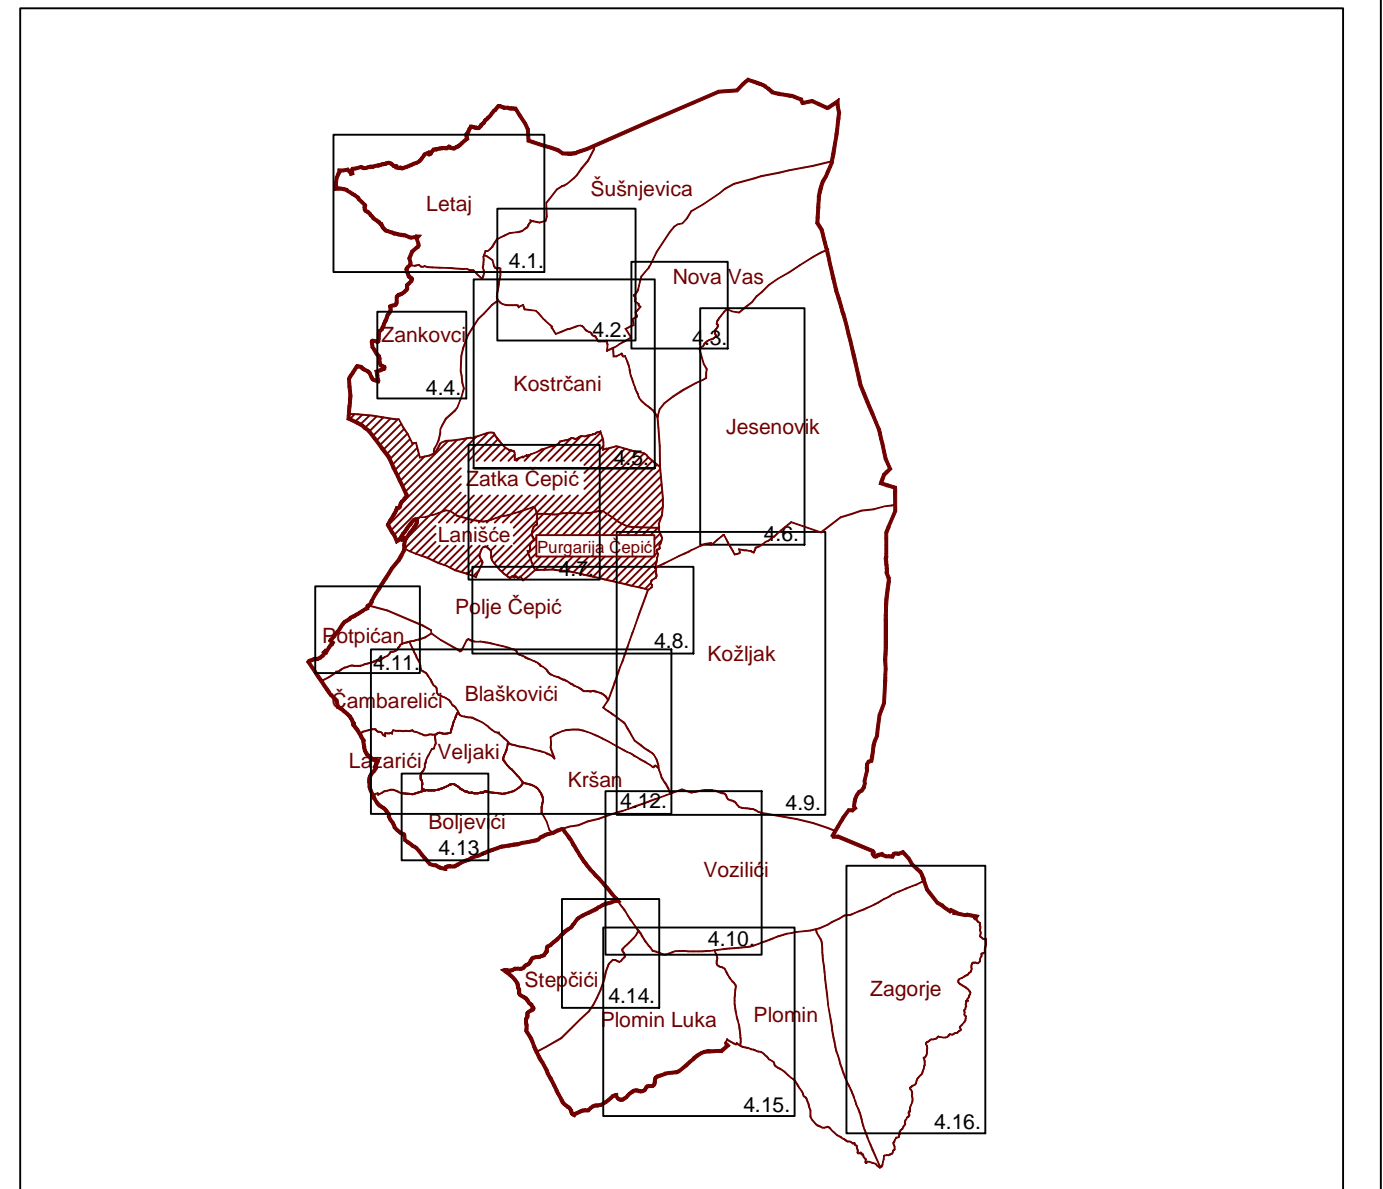 Šušnjevica
Letaj
4.1.
Nova Vas
4.2.
4.3.
Zankovci
4.4.
Kostrčani
Jesenovik
4.5.
Zatka Čepić
Lanišće
4.6.
Purgarija Čepić
4.7.
Polje Čepić
Potpićan
4.8.
Kožljak
4.11.
Čambarelići
Blaškovići
Veljaki
Lazarići
Kršan
4.12.
4.9.
Boljevići
4.13.
Vozilići
4.10.
Stepčići
Zagorje
4.14.
Plomin Luka
Plomin
4.15.
4.16.